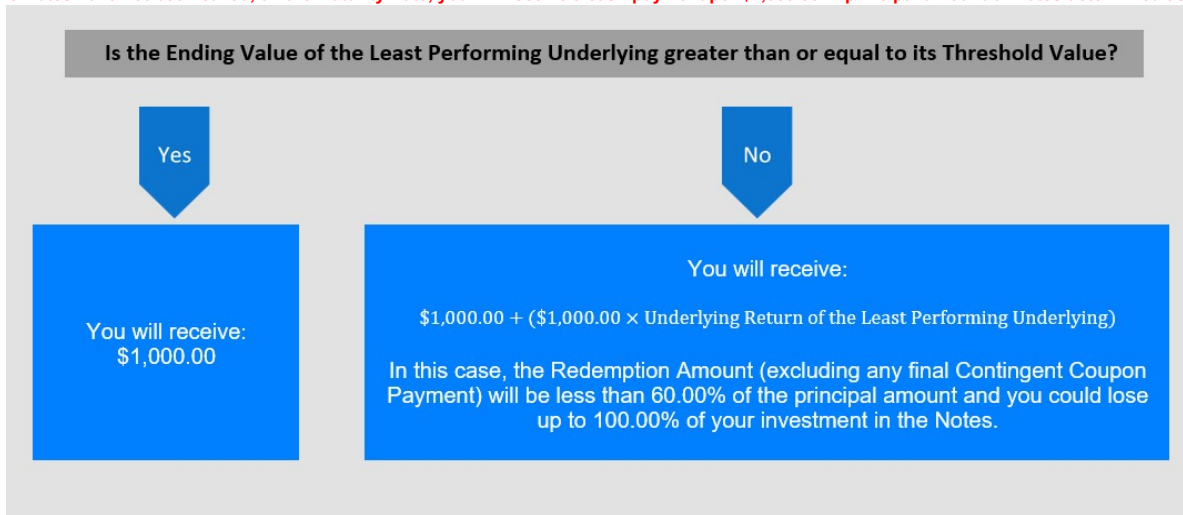 Is the Ending Value of the Least Performing Underlying greater than or equal to its Threshold Value?
Yes
No
You will receive:
$1,000.00
You will receive:
$1,000.00 + ($1,000.00 × Underlying Return of the Least Performing Underlying)
In this case, the Redemption Amount (excluding any final Contingent Coupon
Payment) will be less than 60.00% of the principal amount and you could lose
up to 100.00% of your investment in the Notes.